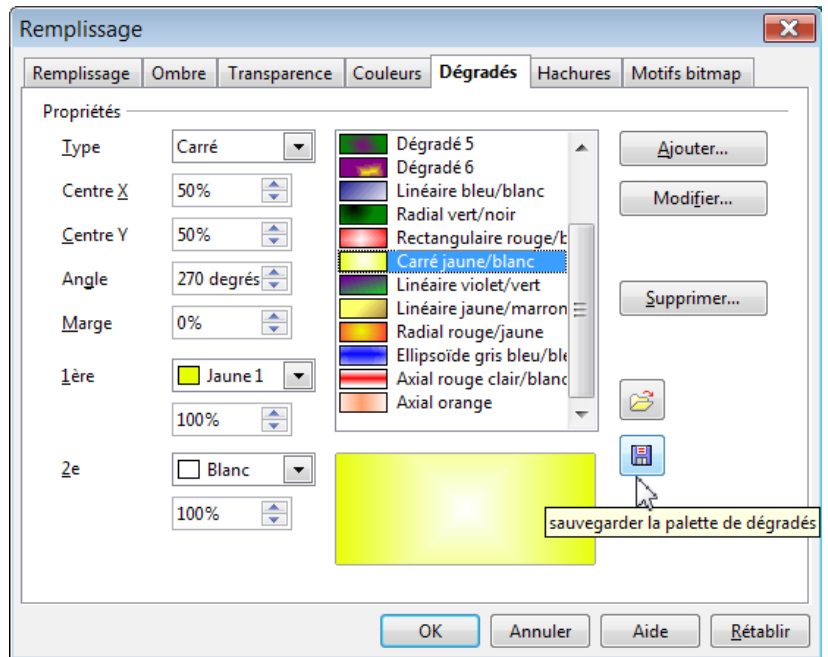 Remplissage
Remplissage Ombre Transparence Couleurs Dégradés Hachures Motifs bitmap
Propriétés
Type Carré
Centre X 50%
Centre Y 50%
Angle 270 degrés
Marge 0%
1ère Jaune 1
100%
2e Blanc
100%
Dégradé 5
Dégradé 6
Linéaire bleu/blanc
Radial vert/noir
Rectangulaire rouge/b
Carré jaune/blanc
Linéaire violet/vert
Linéaire jaune/marron
Radial rouge/jaune
Ellipsoïde gris bleu/ble
Axial rouge clair/blanc
Axial orange
Ajouter...
Modifier...
Supprimer...
sauvegarder la palette de dégradés
OK Annuler Aide Rétablir